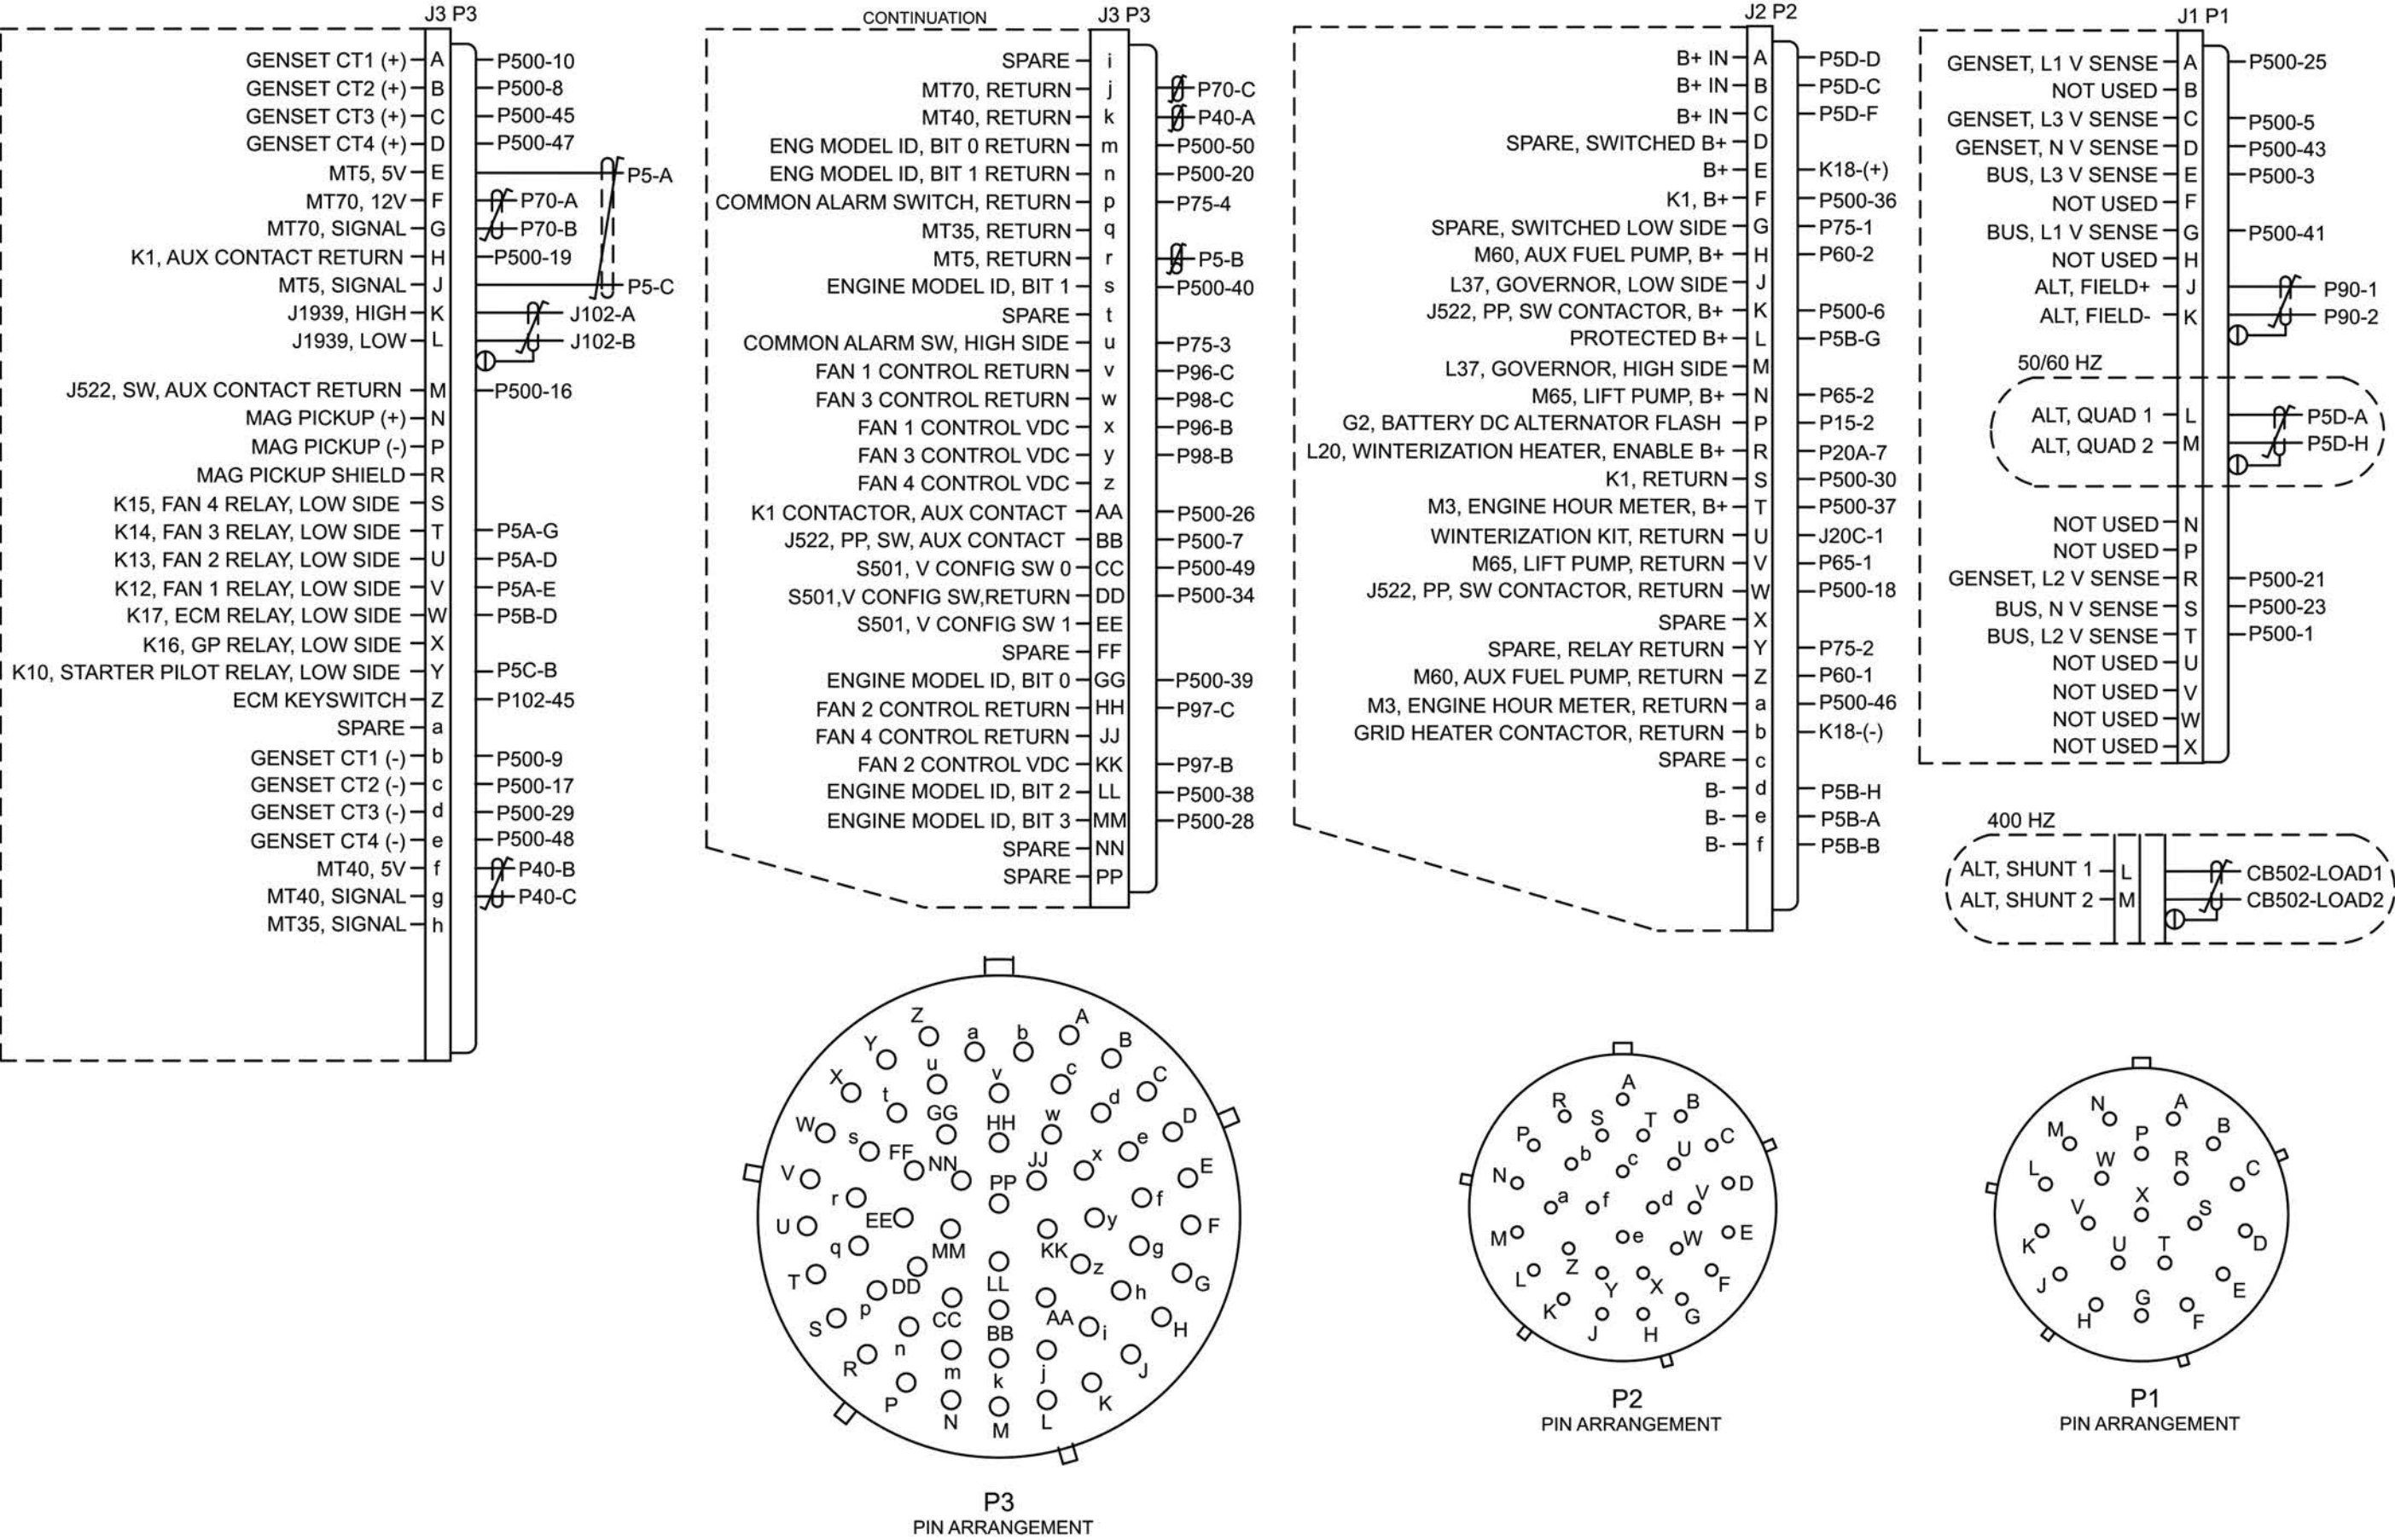 J3 P3
GENSET CT1 (+) A P500-10
GENSET CT2 (+) B P500-8
GENSET CT3 (+) C P500-45
GENSET CT4 (+) D P500-47
MT5, 5V E P5-A
MT70, 12V F P70-A
MT70, SIGNAL G P70-B
K1, AUX CONTACT RETURN H P500-19
MT5, SIGNAL J P5-C
J1939, HIGH K J102-A
J1939, LOW L J102-B
J522, SW, AUX CONTACT RETURN M P500-16
MAG PICKUP (+) N
MAG PICKUP (-) P
MAG PICKUP SHIELD R
K15, FAN 4 RELAY, LOW SIDE S
K14, FAN 3 RELAY, LOW SIDE T P5A-G
K13, FAN 2 RELAY, LOW SIDE U P5A-D
K12, FAN 1 RELAY, LOW SIDE V P5A-E
K17, ECM RELAY, LOW SIDE W P5B-D
K16, GP RELAY, LOW SIDE X
K10, STARTER PILOT RELAY, LOW SIDE Y P5C-B
ECM KEYSWITCH Z P102-45
SPARE a
GENSET CT1 (-) b P500-9
GENSET CT2 (-) c P500-17
GENSET CT3 (-) d P500-29
GENSET CT4 (-) e P500-48
MT40, 5V f P40-B
MT40, SIGNAL g P40-C
MT35, SIGNAL h
CONTINUATION J3 P3
SPARE i
MT70, RETURN j P70-C
MT40, RETURN k P40-A
ENG MODEL ID, BIT 0 RETURN m P500-50
ENG MODEL ID, BIT 1 RETURN n P500-20
COMMON ALARM SWITCH, RETURN p P75-4
MT35, RETURN q
MT5, RETURN r P5-B
ENGINE MODEL ID, BIT 1 s P500-40
SPARE t
COMMON ALARM SW, HIGH SIDE u P75-3
FAN 1 CONTROL RETURN v P96-C
FAN 3 CONTROL RETURN w P98-C
FAN 1 CONTROL VDC x P96-B
FAN 3 CONTROL VDC y P98-B
FAN 4 CONTROL VDC z
K1 CONTACTOR, AUX CONTACT AA P500-26
J522, PP, SW, AUX CONTACT BB P500-7
S501, V CONFIG SW 0 CC P500-49
S501,V CONFIG SW,RETURN DD P500-34
S501, V CONFIG SW 1 EE
SPARE FF
ENGINE MODEL ID, BIT 0 GG P500-39
FAN 2 CONTROL RETURN HH P97-C
FAN 4 CONTROL RETURN JJ
FAN 2 CONTROL VDC KK P97-B
ENGINE MODEL ID, BIT 2 LL P500-38
ENGINE MODEL ID, BIT 3 MM P500-28
SPARE NN
SPARE PP
J2 P2
B+ IN A P5D-D
B+ IN B P5D-C
B+ IN C P5D-F
SPARE, SWITCHED B+ D
B+ E K18-(+)
K1, B+ F P500-36
SPARE, SWITCHED LOW SIDE G P75-1
M60, AUX FUEL PUMP, B+ H P60-2
L37, GOVERNOR, LOW SIDE J
J522, PP, SW CONTACTOR, B+ K P500-6
PROTECTED B+ L P5B-G
L37, GOVERNOR, HIGH SIDE M
M65, LIFT PUMP, B+ N P65-2
G2, BATTERY DC ALTERNATOR FLASH P P15-2
L20, WINTERIZATION HEATER, ENABLE B+ R P20A-7
K1, RETURN S P500-30
M3, ENGINE HOUR METER, B+ T P500-37
WINTERIZATION KIT, RETURN U J20C-1
M65, LIFT PUMP, RETURN V P65-1
J522, PP, SW CONTACTOR, RETURN W P500-18
SPARE X
SPARE, RELAY RETURN Y P75-2
M60, AUX FUEL PUMP, RETURN Z P60-1
M3, ENGINE HOUR METER, RETURN a P500-46
GRID HEATER CONTACTOR, RETURN b K18-(-)
SPARE c
B- d P5B-H
B- e P5B-A
B- f P5B-B
J1 P1
GENSET, L1 V SENSE A P500-25
NOT USED B
GENSET, L3 V SENSE C P500-5
GENSET, N V SENSE D P500-43
BUS, L3 V SENSE E P500-3
NOT USED F
BUS, L1 V SENSE G P500-41
NOT USED H
ALT, FIELD+ J P90-1
ALT, FIELD- K P90-2
50/60 HZ
ALT, QUAD 1 L P5D-A
ALT, QUAD 2 M P5D-H
NOT USED N
NOT USED P
GENSET, L2 V SENSE R P500-21
BUS, N V SENSE S P500-23
BUS, L2 V SENSE T P500-1
NOT USED U
NOT USED V
NOT USED W
NOT USED X
400 HZ
ALT, SHUNT 1 L CB502-LOAD1
ALT, SHUNT 2 M CB502-LOAD2
Z a b A
Y B
u v c
X C
t GG d
W HH w D
s FF NN JJ x e
V PP E
r f
U EE y F
q MM KK g
T DD LL z G
p h
S CC BB AA i H
R n m k j J
P N M L K
P3
PIN ARRANGEMENT
A
R S T B
P b c U C
N a f d V D
M e W E
L Z Y X F
K J H G
P2
PIN ARRANGEMENT
N A
M P B
L W R C
V X S
K U T D
J G E
H F
P1
PIN ARRANGEMENT